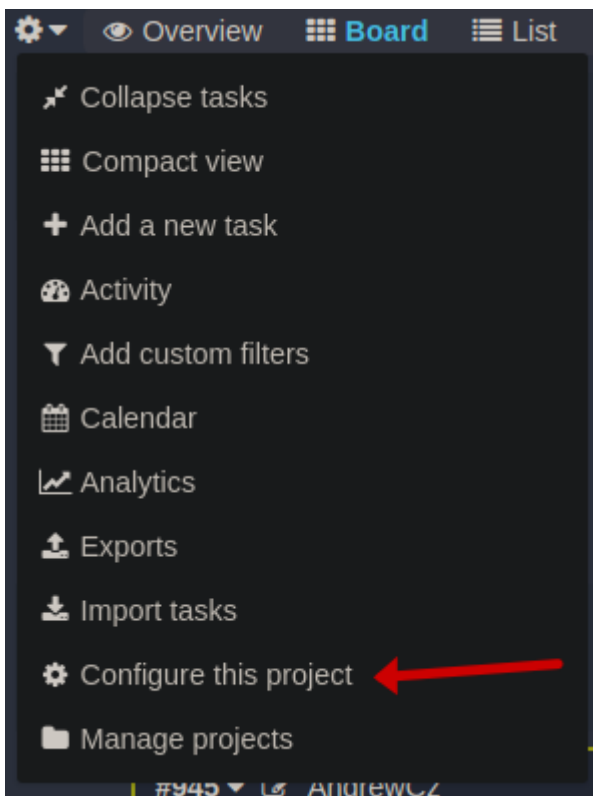 Overview Board List
Collapse tasks
Compact view
Add a new task
Activity
Add custom filters
Calendar
Analytics
Exports
Import tasks
Configure this project
Manage projects
#945 AndrewCZ